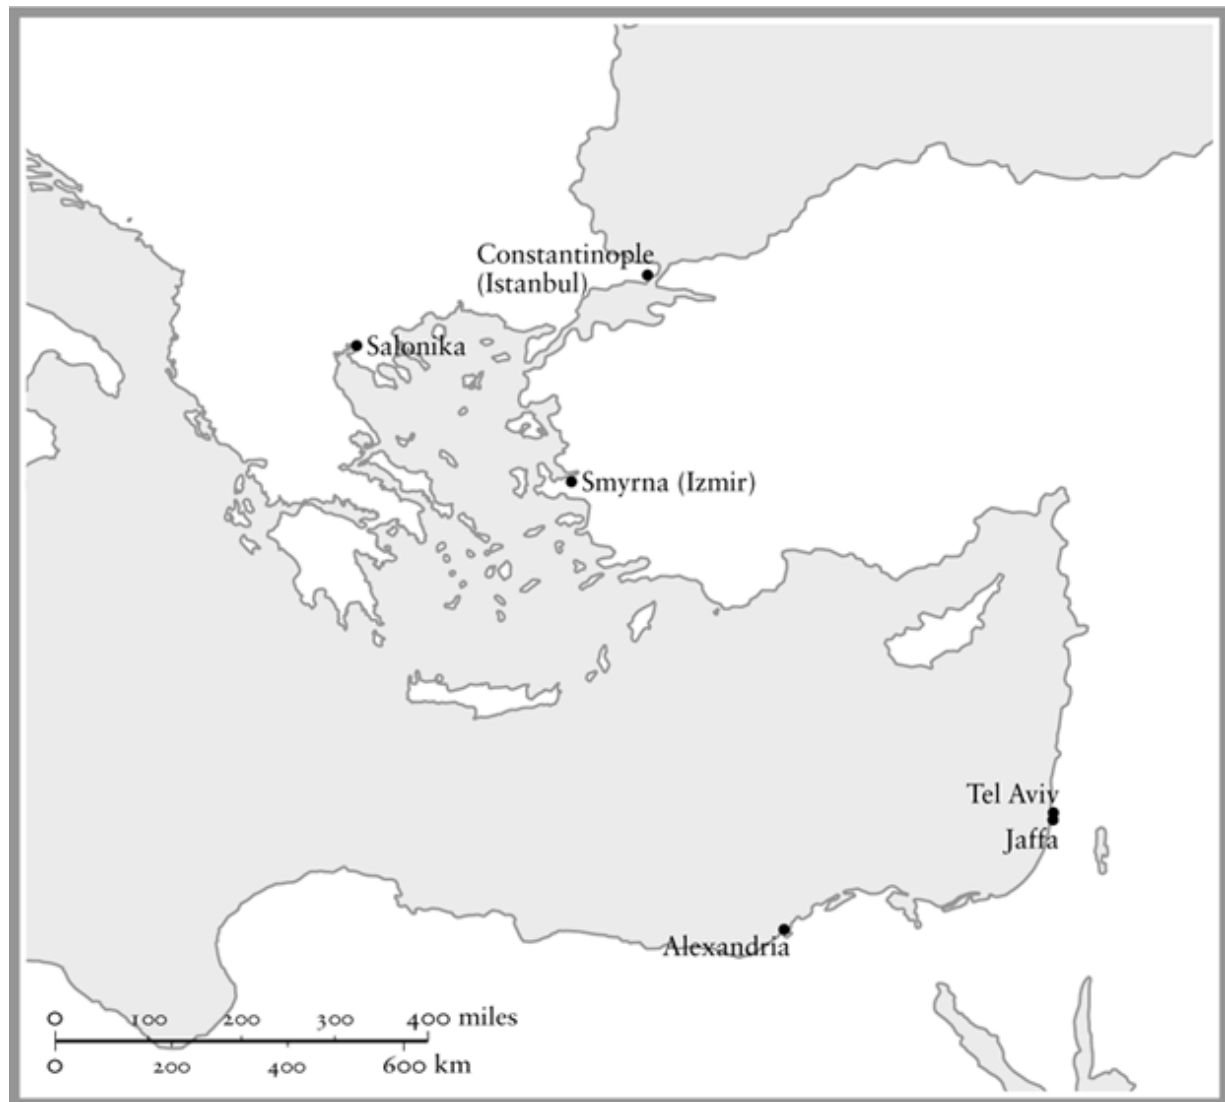 Constantinople
(Istanbul)
Salonika
Smyrna (Izmir)
Tel Aviv
Jaffa
Alexandria
0 100 200 300 400 miles
0 200 400 600 km